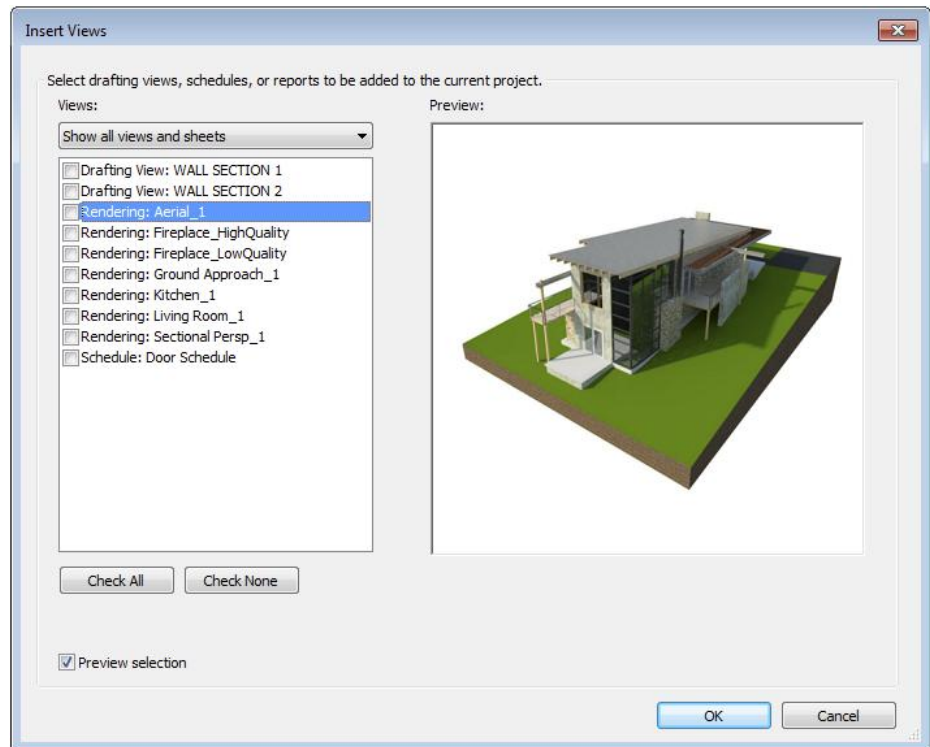 Insert Views
Select drafting views, schedules, or reports to be added to the current project.
Views:
Preview:
Show all views and sheets
Drafting View: WALL SECTION 1
Drafting View: WALL SECTION 2
Rendering: Aerial_1
Rendering: Fireplace_HighQuality
Rendering: Fireplace_LowQuality
Rendering: Ground Approach_1
Rendering: Kitchen_1
Rendering: Living Room_1
Rendering: Sectional Persp_1
Schedule: Door Schedule
Check All
Check None
Preview selection
OK
Cancel